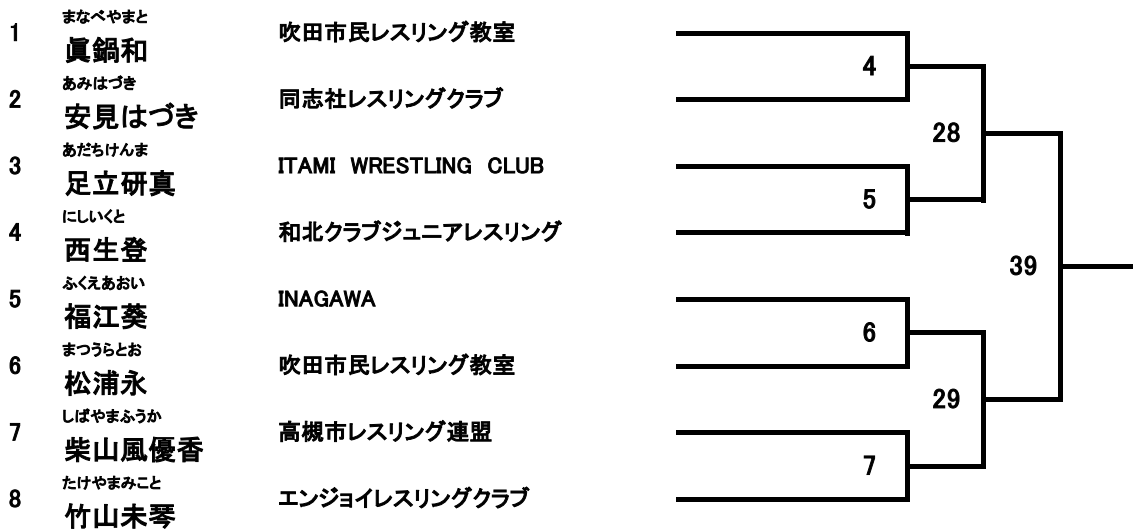 まなべやまと
1 眞鍋和 吹田市民レスリング教室
あみはづき
2 安見はづき 同志社レスリングクラブ
あだちけんま
3 足立研真 ITAMI WRESTLING CLUB
にしいくと
4 西生登 和北クラブジュニアレスリング
ふくえあおい
5 福江葵 INAGAWA
まつうらとお
6 松浦永 吹田市民レスリング教室
しばやまふうか
7 柴山風優香 高槻市レスリング連盟
たけやまみこと
8 竹山未琴 エンジョイレスリングクラブ
4
28
5
39
6
29
7